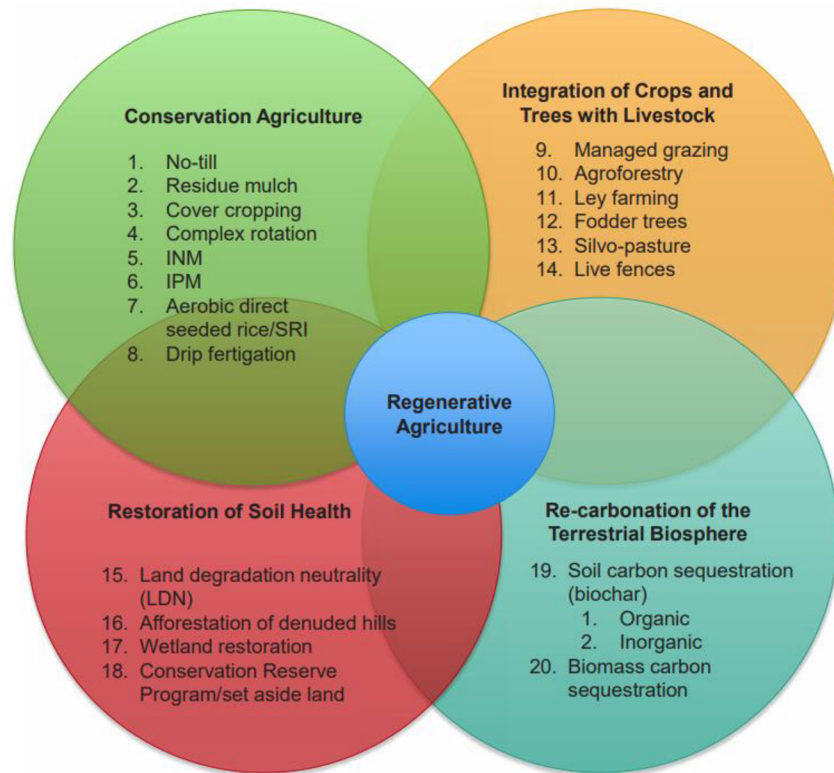 Conservation Agriculture
1. No-till
2. Residue mulch
3. Cover cropping
4. Complex rotation
5. INM
6. IPM
7. Aerobic direct
seeded rice/SRI
8. Drip fertigation
Integration of Crops and
Trees with Livestock
9. Managed grazing
10. Agroforestry
11. Ley farming
12. Fodder trees
13. Silvo-pasture
14. Live fences
Regenerative
Agriculture
Restoration of Soil Health
15. Land degradation neutrality
(LDN)
16. Afforestation of denuded hills
17. Wetland restoration
18. Conservation Reserve
Program/set aside land
Re-carbonation of the
Terrestrial Biosphere
19. Soil carbon sequestration
(biochar)
1. Organic
2. Inorganic
20. Biomass carbon
sequestration